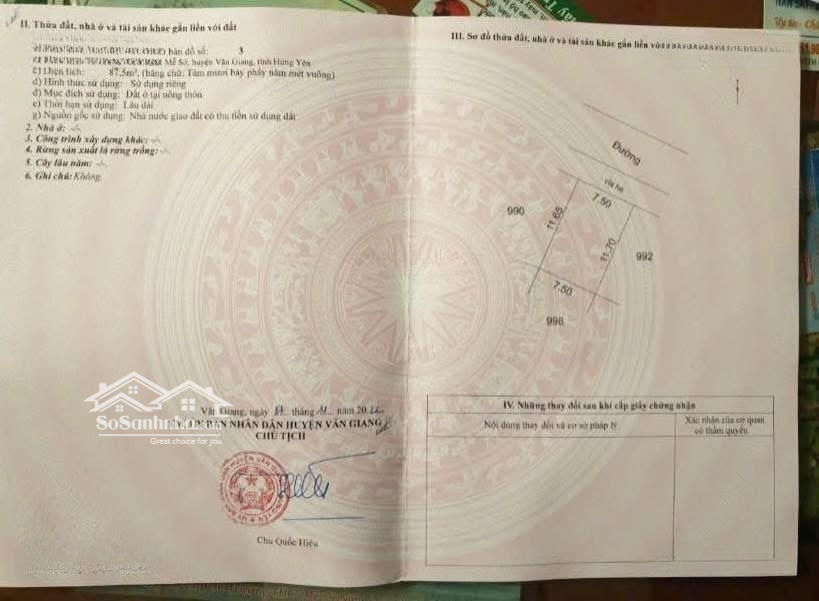 II. Thửa đất, nhà ở và tài sản khác gắn liền với đất
bản đồ số: 3
Mễ Sở, huyện Văn Giang, tỉnh Hưng Yên
c) Diện tích: 87,5m², (bằng chữ: Tám mươi bảy phẩy năm mét vuông)
d) Hình thức sử dụng: Sử dụng riêng
đ) Mục đích sử dụng: Đất ở tại nông thôn
e) Thời hạn sử dụng: Lâu dài
g) Nguồn gốc sử dụng: Nhà nước giao đất có thu tiền sử dụng đất
2. Nhà ở: -/-
3. Công trình xây dựng khác: -/-
4. Rừng sản xuất là rừng trồng: -/-
5. Cây lâu năm: -/-
6. Ghi chú: Không.
Văn Giang, ngày tháng năm 20
ỦY BAN NHÂN DÂN HUYỆN VĂN GIANG
CHỦ TỊCH
Chu Quốc Hiệu
SoSanhnha
Great choice for you
III. Sơ đồ thửa đất, nhà ở và tài sản khác gắn liền với
Đường
vỉa hè
7.50
990
11.65
11.70
992
7.50
996
IV. Những thay đổi sau khi cấp giấy chứng nhận
Nội dung thay đổi và cơ sở pháp lý
Xác nhận của cơ quan
có thẩm quyền